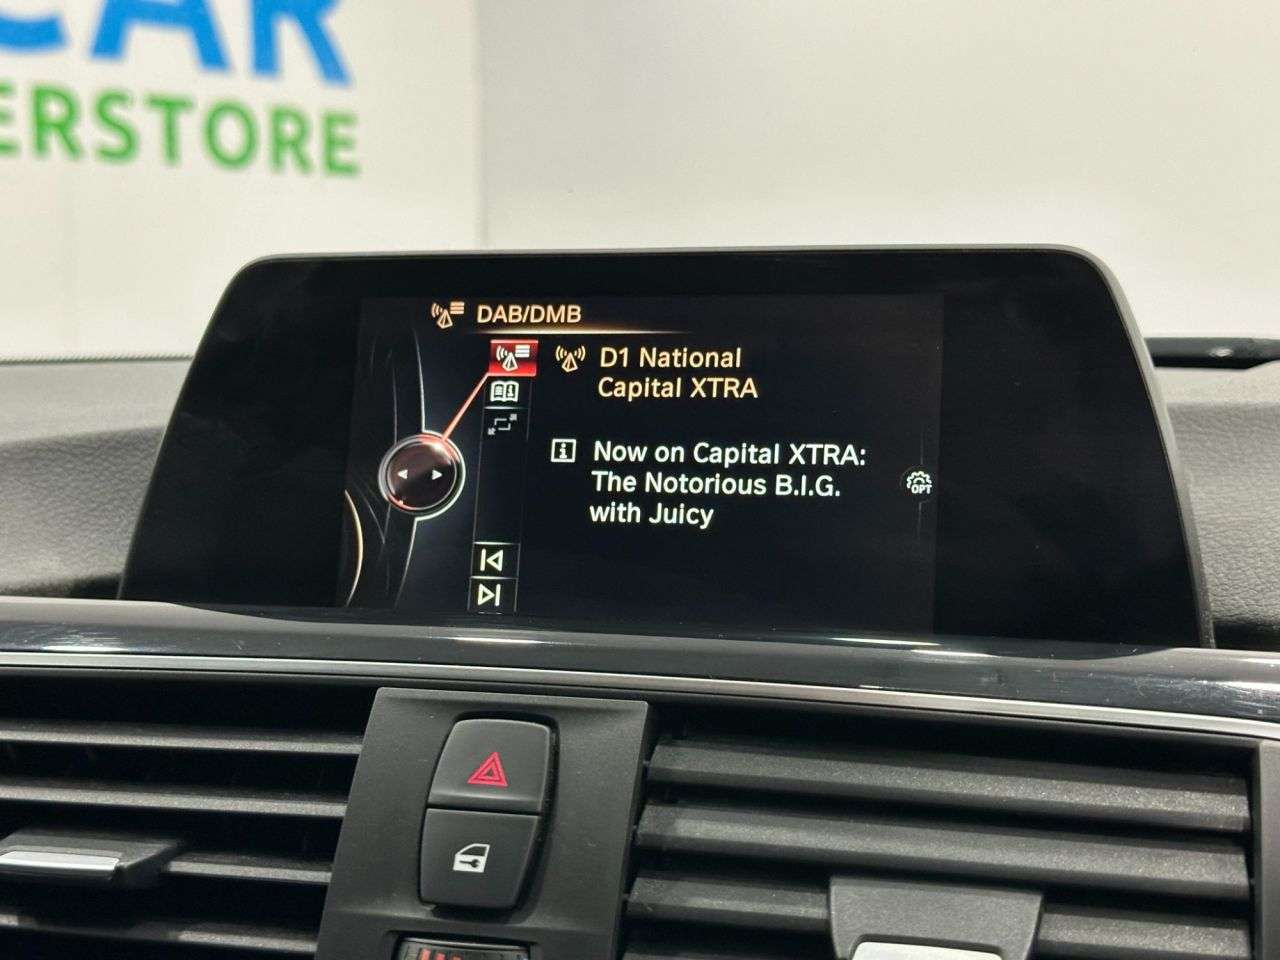 CAR
ERSTORE
DAB/DMB
D1 National
Capital XTRA
Now on Capital XTRA:
The Notorious B.I.G.
with Juicy
OPT